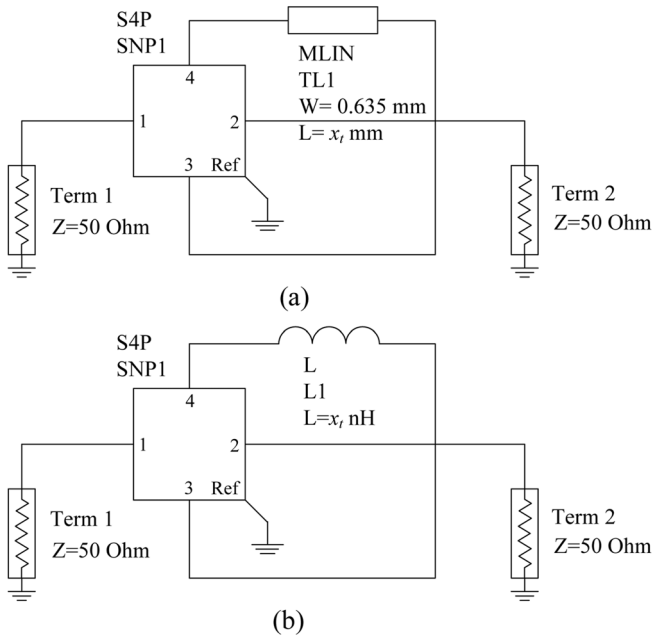 S4P
SNP1
4
1
2
3 Ref
MLIN
TL1
W= 0.635 mm
L= xₜ mm
Term 1
Z=50 Ohm
Term 2
Z=50 Ohm
(a)
S4P
SNP1
4
1
2
3 Ref
L
L1
L=xₜ nH
Term 1
Z=50 Ohm
Term 2
Z=50 Ohm
(b)